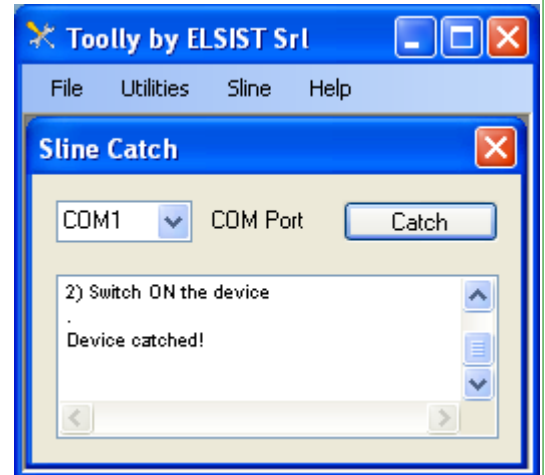 Toolly by ELSIST Srl
File Utilities Sline Help
Sline Catch
COM1 COM Port Catch
2) Switch ON the device
.
Device catched!